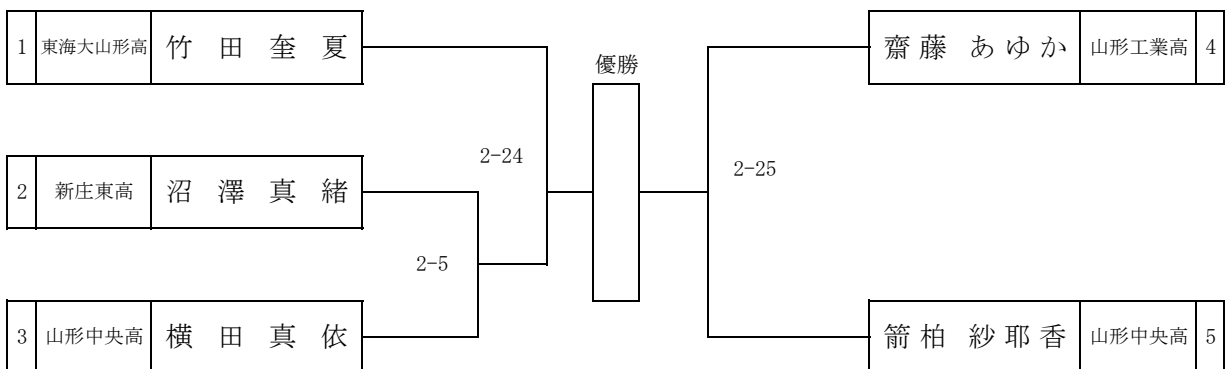 1 東海大山形高 竹田奎夏
2 新庄東高 沼澤真緒
3 山形中央高 横田真依
2-5
2-24
優勝
2-25
齋藤 あゆか 山形工業高 4
箭柏 紗耶香 山形中央高 5